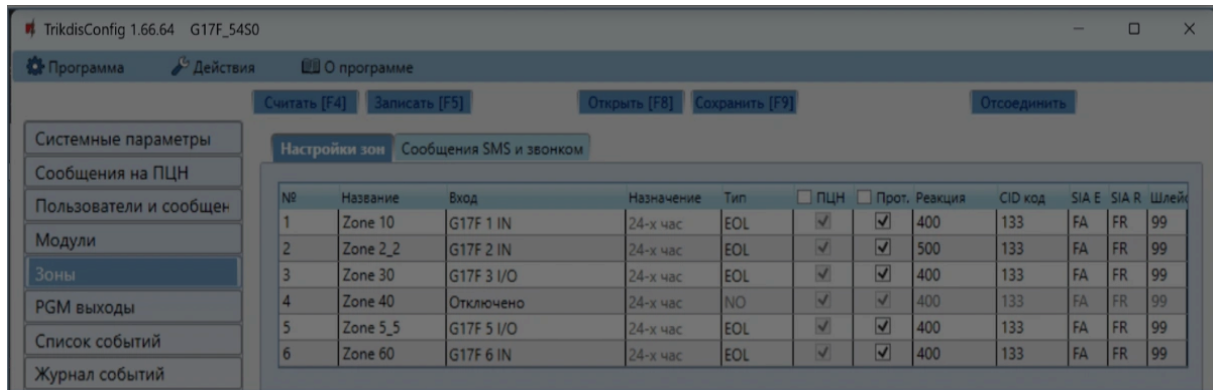 TrikdisConfig 1.66.64 G17F_54S0
Программа Действия О программе
Считать [F4] Записать [F5] Открыть [F8] Сохранить [F9] Отсоединить
Системные параметры
Сообщения на ПЦН
Пользователи и сообщен
Модули
Зоны
PGM выходы
Список событий
Журнал событий
Настройки зон Сообщения SMS и звонком
№ Название Вход Назначение Тип ПЦН Прот. Реакция CID код SIA E SIA R Шлейф
1 Zone 10 G17F 1 IN 24-х час EOL 400 133 FA FR 99
2 Zone 2_2 G17F 2 IN 24-х час EOL 500 133 FA FR 99
3 Zone 30 G17F 3 I/O 24-х час EOL 400 133 FA FR 99
4 Zone 40 Отключено 24-х час NO 400 133 FA FR 99
5 Zone 5_5 G17F 5 I/O 24-х час EOL 400 133 FA FR 99
6 Zone 60 G17F 6 IN 24-х час EOL 400 133 FA FR 99